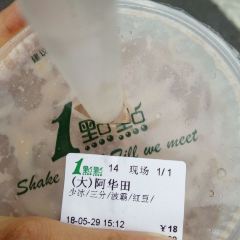 1點點
Shake Till we meet
1點點 14 现场 1/1
(大)阿华田
少冰/三分/波霸/红豆/
18-05-29 15:12 ¥18